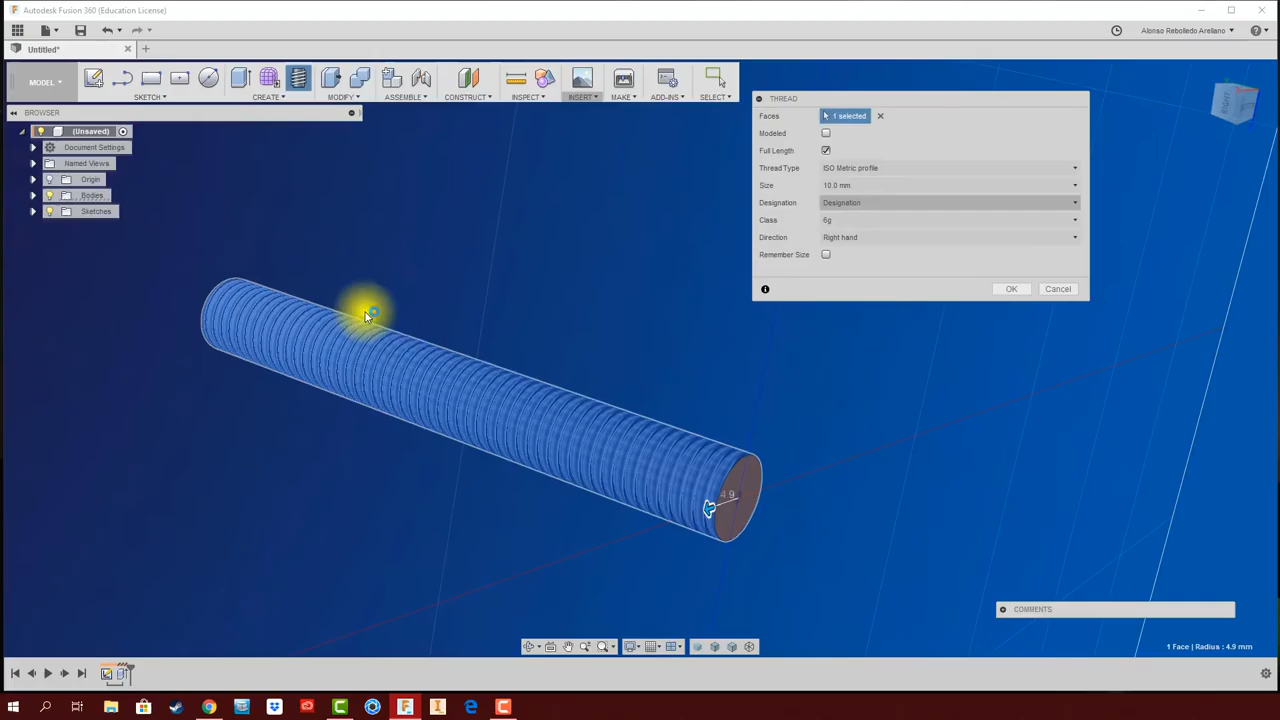 Autodesk Fusion 360 (Education License)
Alonso Rebolledo Arellano
Untitled*
MODEL
SKETCH
CREATE
MODIFY
ASSEMBLE
CONSTRUCT
INSPECT
INSERT
MAKE
ADD-INS
SELECT
BROWSER
(Unsaved)
Document Settings
Named Views
Origin
Bodies
Sketches
THREAD
Faces 1 selected
Modeled
Full Length
Thread Type ISO Metric profile
Size 10.0 mm
Designation Designation
Class 6g
Direction Right hand
Remember Size
OK Cancel
RIGHT
4.9
COMMENTS
1 Face | Radius : 4.9 mm